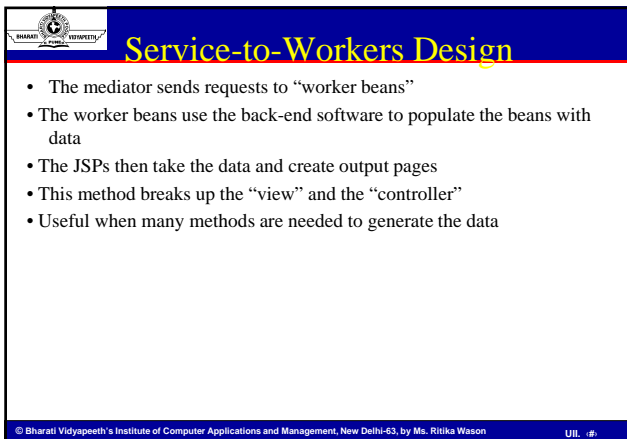 BHARATI VIDYAPEETH
PUNE
Service-to-Workers Design
• The mediator sends requests to “worker beans”
• The worker beans use the back-end software to populate the beans with
data
• The JSPs then take the data and create output pages
• This method breaks up the “view” and the “controller”
• Useful when many methods are needed to generate the data
© Bharati Vidyapeeth's Institute of Computer Applications and Management, New Delhi-63, by Ms. Ritika Wason UII. ‹#›